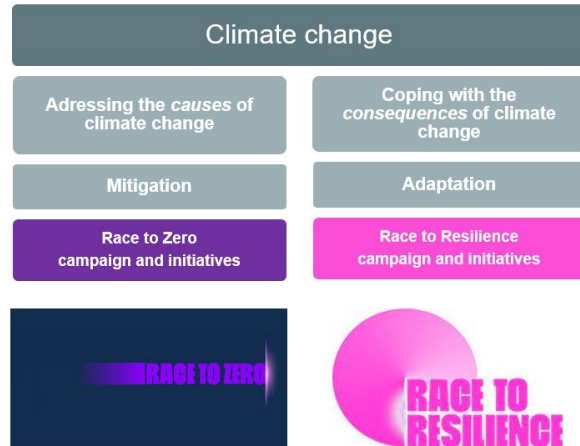 Climate change
Adressing the causes of
climate change
Coping with the
consequences of climate
change
Mitigation
Adaptation
Race to Zero
campaign and initiatives
Race to Resilience
campaign and initiatives
RACE TO ZERO
RACE TO
RESILIENCE